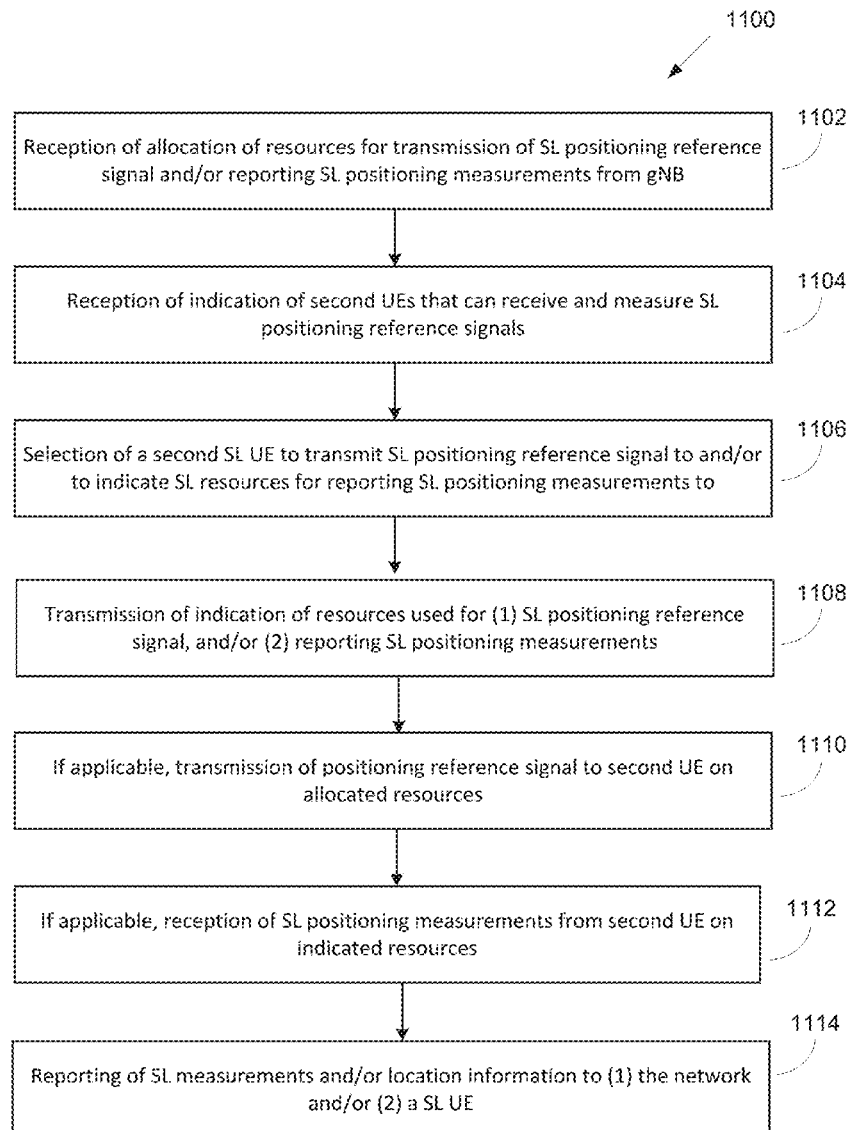 1100
1102
Reception of allocation of resources for transmission of SL positioning reference
signal and/or reporting SL positioning measurements from gNB
1104
Reception of indication of second UEs that can receive and measure SL
positioning reference signals
1106
Selection of a second SL UE to transmit SL positioning reference signal to and/or
to indicate SL resources for reporting SL positioning measurements to
1108
Transmission of indication of resources used for (1) SL positioning reference
signal, and/or (2) reporting SL positioning measurements
1110
If applicable, transmission of positioning reference signal to second UE on
allocated resources
1112
If applicable, reception of SL positioning measurements from second UE on
indicated resources
1114
Reporting of SL measurements and/or location information to (1) the network
and/or (2) a SL UE